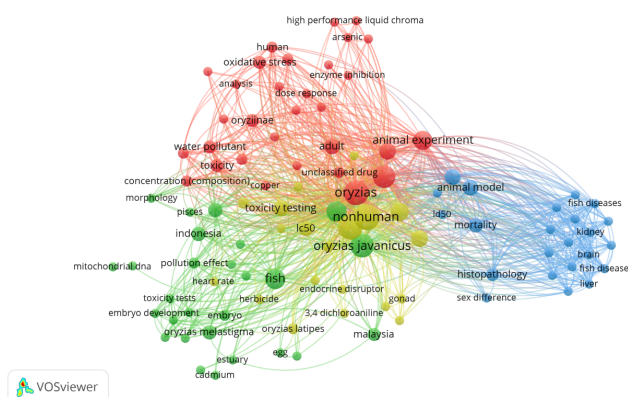 high performance liquid chroma
arsenic
human
oxidative stress
enzyme inhibition
analysis
dose response
oryziinae
animal experiment
water pollutant
adult
toxicity
unclassified drug
concentration (composition)
copper
animal model
morphology
oryzias
fish diseases
pisces
toxicity testing
nonhuman
ld50
mortality
indonesia
lc50
kidney
oryzias javanicus
brain
mitochondrial dna
pollution effect
fish disease
fish
histopathology
heart rate
liver
endocrine disruptor
toxicity tests
herbicide
gonad
sex difference
embryo development
embryo
3,4 dichloroaniline
oryzias melastigma
oryzias latipes
malaysia
egg
estuary
cadmium
VOSviewer